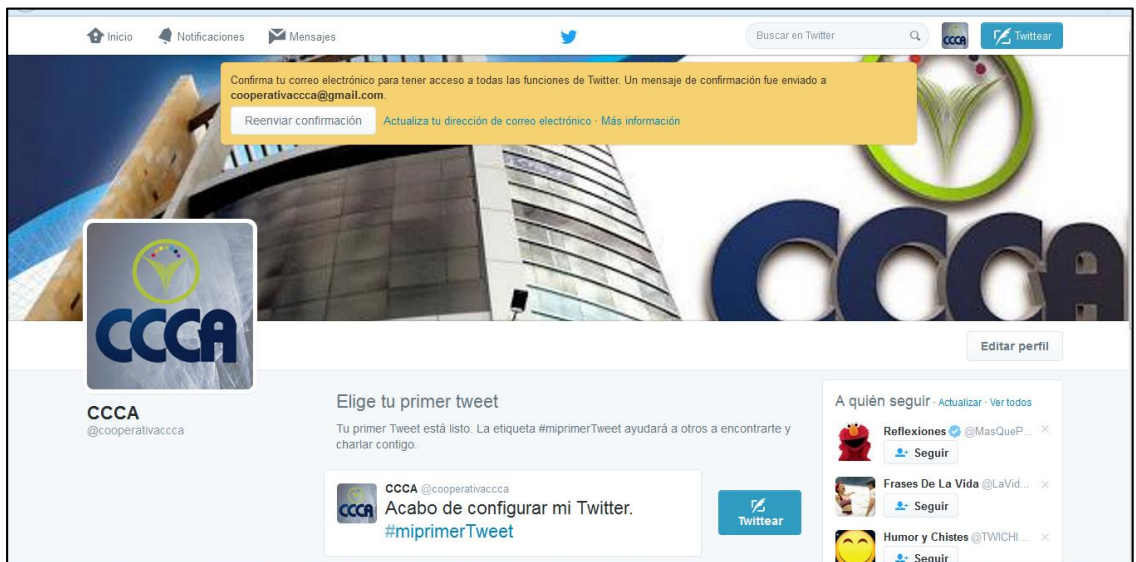 Inicio
Notificaciones
Mensajes
Buscar en Twitter
CCCA
Twittear
Confirma tu correo electrónico para tener acceso a todas las funciones de Twitter. Un mensaje de confirmación fue enviado a
cooperativaccca@gmail.com.
Reenviar confirmación
Actualiza tu dirección de correo electrónico · Más información
CCCA
CCCA
Editar perfil
CCCA
@cooperativaccca
Elige tu primer tweet
Tu primer Tweet está listo. La etiqueta #miprimerTweet ayudará a otros a encontrarte y
charlar contigo.
CCCA
CCCA @cooperativaccca
Acabo de configurar mi Twitter.
#miprimerTweet
Twittear
A quién seguir · Actualizar · Ver todos
Reflexiones @MasQueP...
Seguir
Frases De La Vida @LaVid...
Seguir
Humor y Chistes @TWICHI...
Seguir